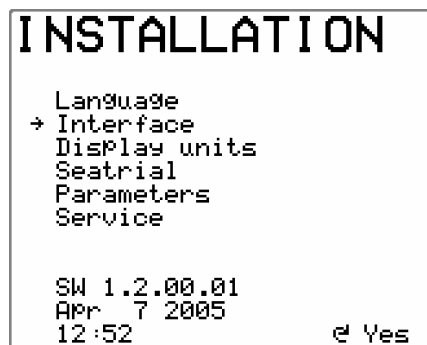 INSTALLATION
Language
→ Interface
Display units
Seatrial
Parameters
Service
SW 1.2.00.01
Apr 7 2005
12:52 Yes